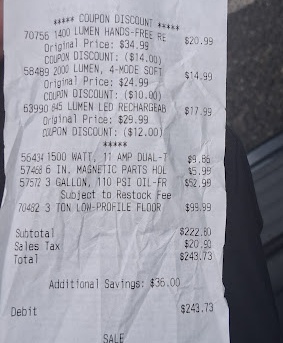 ***** COUPON DISCOUNT *****
70756 1400 LUMEN HANDS-FREE RE $20.99
Original Price: $34.99
COUPON DISCOUNT: ($14.00)
58489 2000 LUMEN, 4-MODE SOFT $14.99
Original Price: $24.99
COUPON DISCOUNT: ($10.00)
63990 845 LUMEN LED RECHARGEAB $17.99
Original Price: $29.99
COUPON DISCOUNT: ($12.00)
*****
56434 1500 WATT, 11 AMP DUAL-T $9.86
57468 6 IN. MAGNETIC PARTS HOL $5.99
57572 3 GALLON, 110 PSI OIL-FR $52.99
Subject to Restock Fee
70482 3 TON LOW-PROFILE FLOOR $99.99
Subtotal $222.80
Sales Tax $20.93
Total $243.73
Additional Savings: $36.00
Debit $243.73
SALE